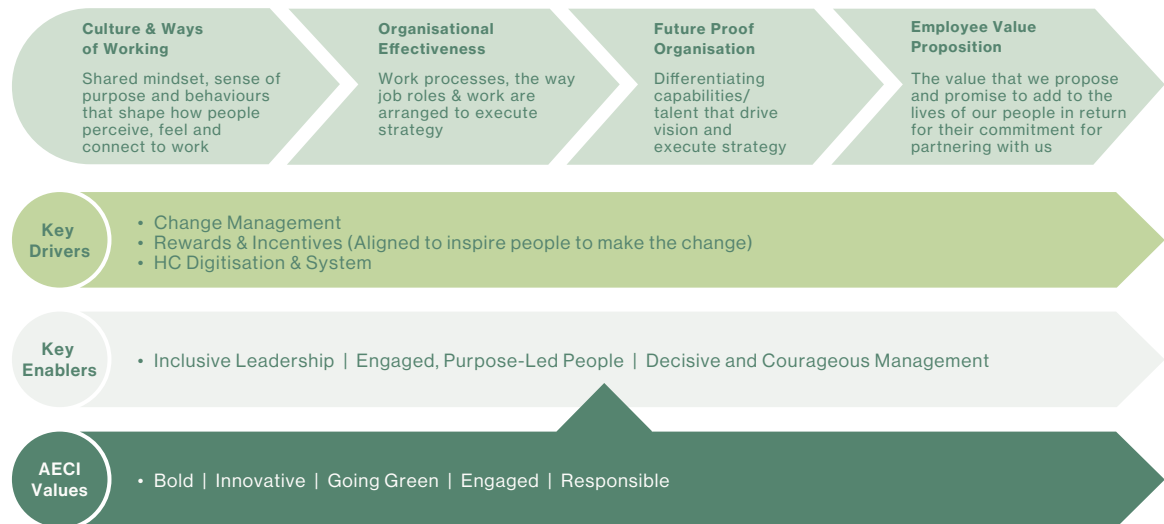 Culture & Ways
of Working
Shared mindset, sense of
purpose and behaviours
that shape how people
perceive, feel and
connect to work
Organisational
Effectiveness
Work processes, the way
job roles & work are
arranged to execute
strategy
Future Proof
Organisation
Differentiating
capabilities/
talent that drive
vision and
execute strategy
Employee Value
Proposition
The value that we propose
and promise to add to the
lives of our people in return
for their commitment for
partnering with us
Key
Drivers
• Change Management
• Rewards & Incentives (Aligned to inspire people to make the change)
• HC Digitisation & System
Key
Enablers
• Inclusive Leadership | Engaged, Purpose-Led People | Decisive and Courageous Management
AECI
Values
• Bold | Innovative | Going Green | Engaged | Responsible